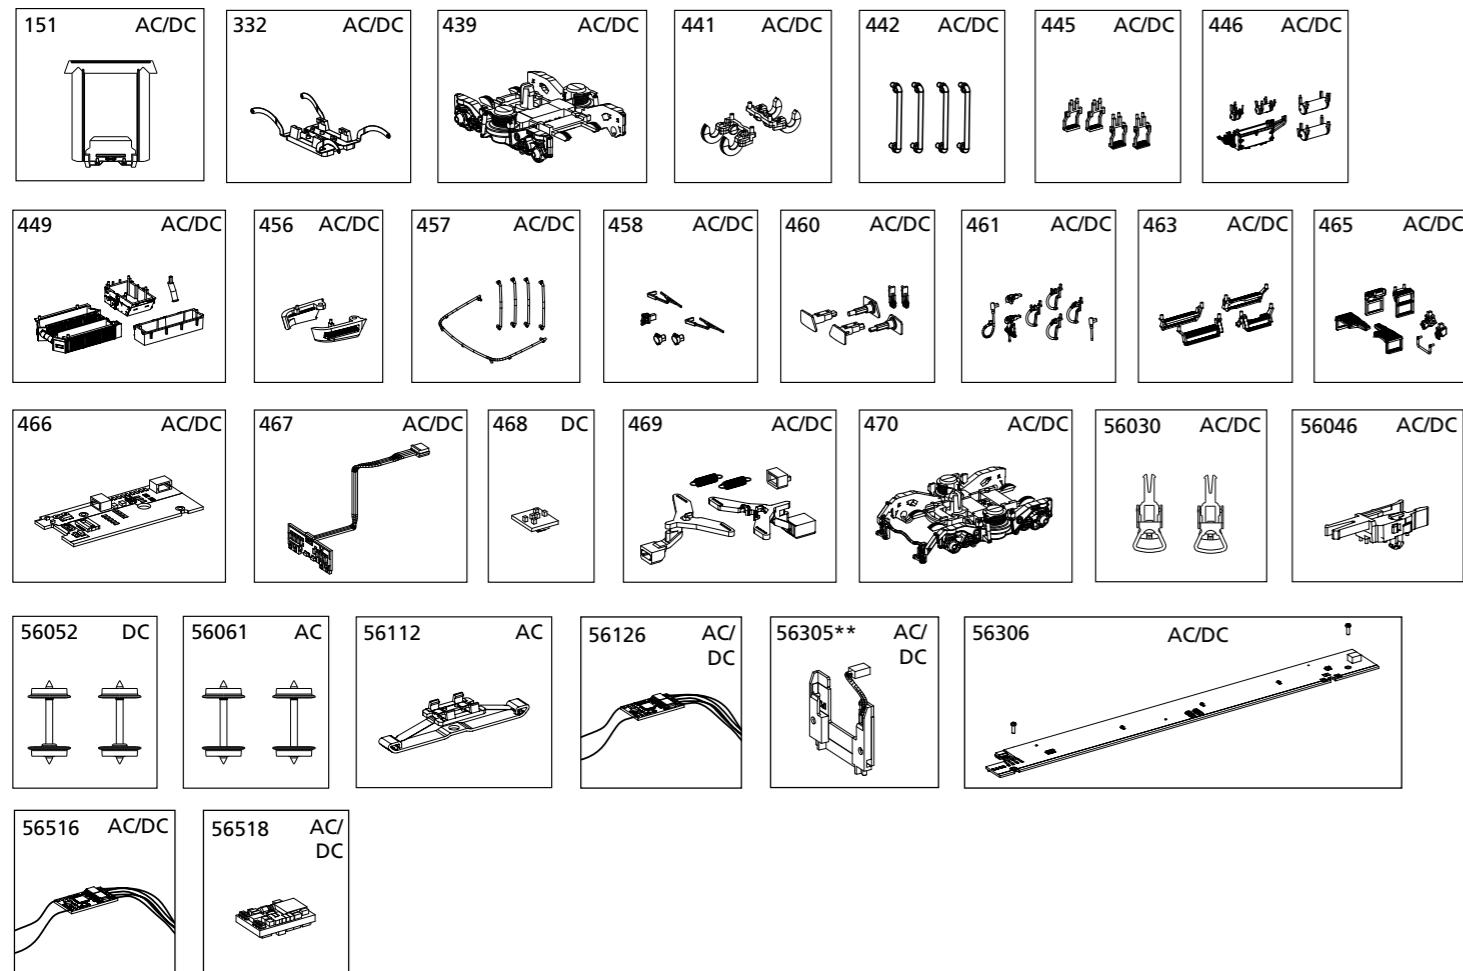 151 AC/DC
332 AC/DC
439 AC/DC
441 AC/DC
442 AC/DC
445 AC/DC
446 AC/DC
449 AC/DC
456 AC/DC
457 AC/DC
458 AC/DC
460 AC/DC
461 AC/DC
463 AC/DC
465 AC/DC
466 AC/DC
467 AC/DC
468 DC
469 AC/DC
470 AC/DC
56030 AC/DC
56046 AC/DC
56052 DC
56061 AC
56112 AC
56126 AC/
DC
56305** AC/
DC
56306 AC/DC
56516 AC/DC
56518 AC/
DC